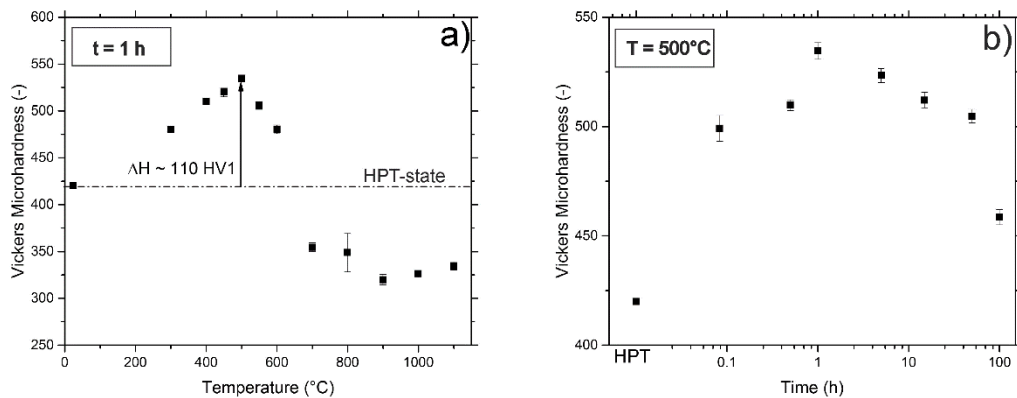 t = 1 h
a)
600
550
500
450
400
350
300
250
Vickers Microhardness (-)
ΔH ~ 110 HV1
HPT-state
0
200
400
600
800
1000
Temperature (°C)
T = 500°C
b)
550
500
450
400
Vickers Microhardness (-)
HPT
0.1
1
10
100
Time (h)